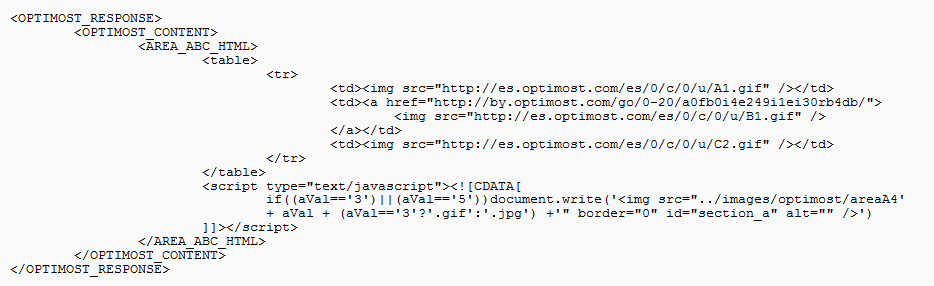 <OPTIMOST_RESPONSE>
<OPTIMOST_CONTENT>
<AREA_ABC_HTML>
<table>
<tr>
<td><img src="http://es.optimost.com/es/0/c/0/u/A1.gif" /></td>
<td><a href="http://by.optimost.com/go/0-20/a0fb0i4e249i1ei30rb4db/">
<img src="http://es.optimost.com/es/0/c/0/u/B1.gif" />
</a></td>
<td><img src="http://es.optimost.com/es/0/c/0/u/C2.gif" /></td>
</tr>
</table>
<script type="text/javascript"><![CDATA[
if((aVal=='3')||(aVal=='5'))document.write('<img src="../images/optimost/areaA4'
+ aVal + (aVal=='3'?'.gif':'.jpg') +'" border="0" id="section_a" alt="" />')
]]></script>
</AREA_ABC_HTML>
</OPTIMOST_CONTENT>
</OPTIMOST_RESPONSE>